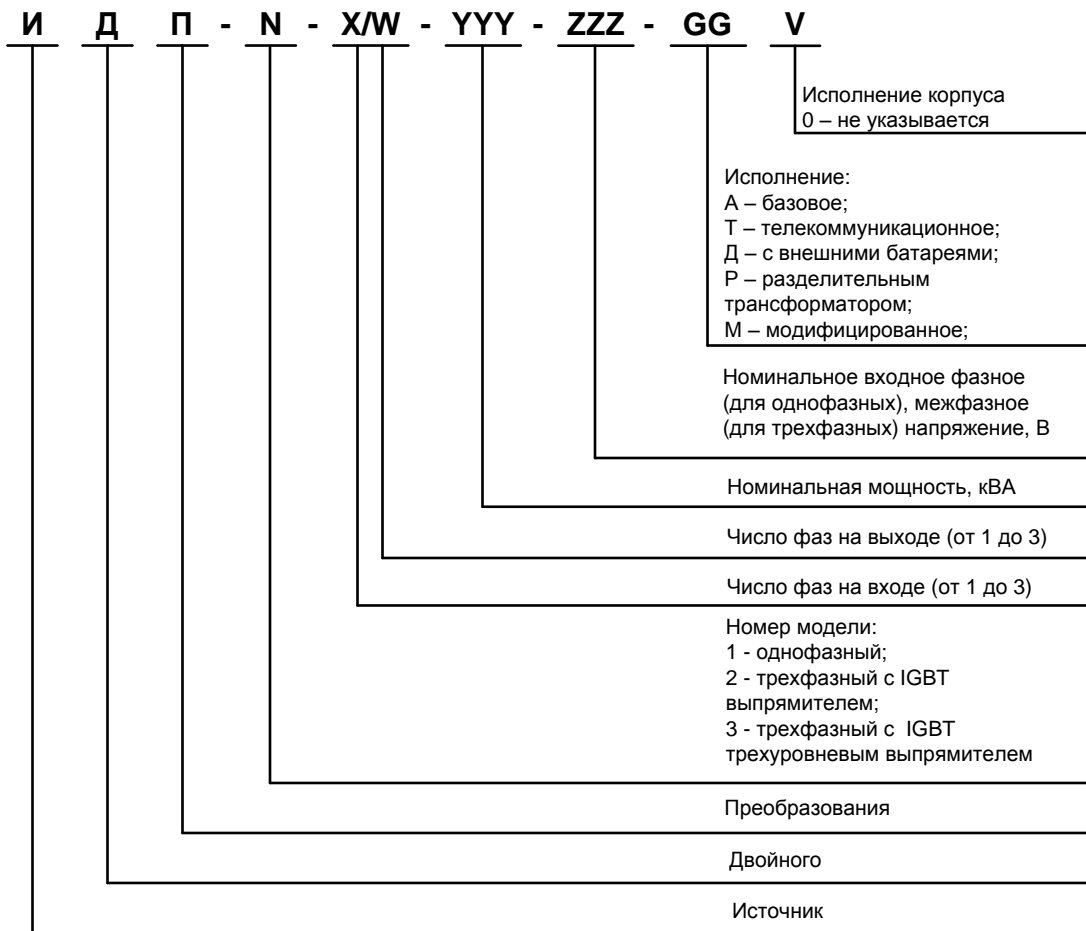 И Д П - N - X/W - YYY - ZZZ - GG V
Исполнение корпуса
0 – не указывается
Исполнение:
А – базовое;
Т – телекоммуникационное;
Д – с внешними батареями;
Р – разделительным
трансформатором;
М – модифицированное;
Номинальное входное фазное
(для однофазных), межфазное
(для трехфазных) напряжение, В
Номинальная мощность, кВА
Число фаз на выходе (от 1 до 3)
Число фаз на входе (от 1 до 3)
Номер модели:
1 - однофазный;
2 - трехфазный с IGBT
выпрямителем;
3 - трехфазный с IGBT
трехуровневым выпрямителем
Преобразования
Двойного
Источник